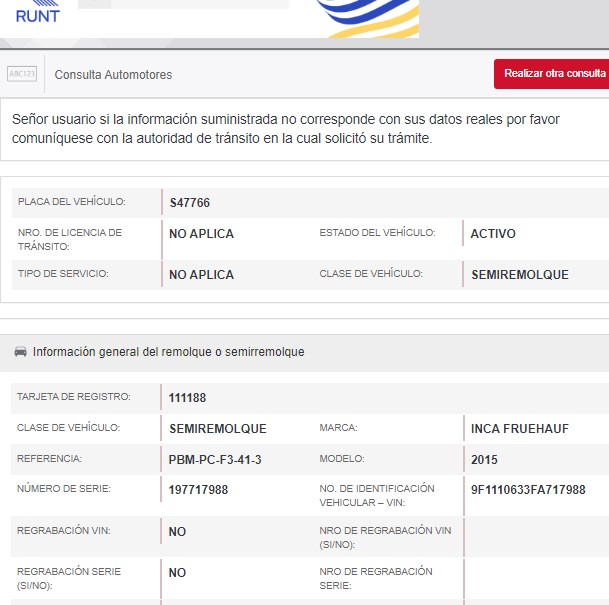 RUNT
ABC123 Consulta Automotores Realizar otra consulta
Señor usuario si la información suministrada no corresponde con sus datos reales por favor
comuníquese con la autoridad de tránsito en la cual solicitó su trámite.
PLACA DEL VEHÍCULO: S47766
NRO. DE LICENCIA DE TRÁNSITO: NO APLICA ESTADO DEL VEHÍCULO: ACTIVO
TIPO DE SERVICIO: NO APLICA CLASE DE VEHÍCULO: SEMIREMOLQUE
Información general del remolque o semirremolque
TARJETA DE REGISTRO: 111188
CLASE DE VEHÍCULO: SEMIREMOLQUE MARCA: INCA FRUEHAUF
REFERENCIA: PBM-PC-F3-41-3 MODELO: 2015
NÚMERO DE SERIE: 197717988 NO. DE IDENTIFICACIÓN VEHICULAR – VIN: 9F1110633FA717988
REGRABACIÓN VIN: NO NRO DE REGRABACIÓN VIN (SI/NO):
REGRABACIÓN SERIE (SI/NO): NO NRO DE REGRABACIÓN SERIE: